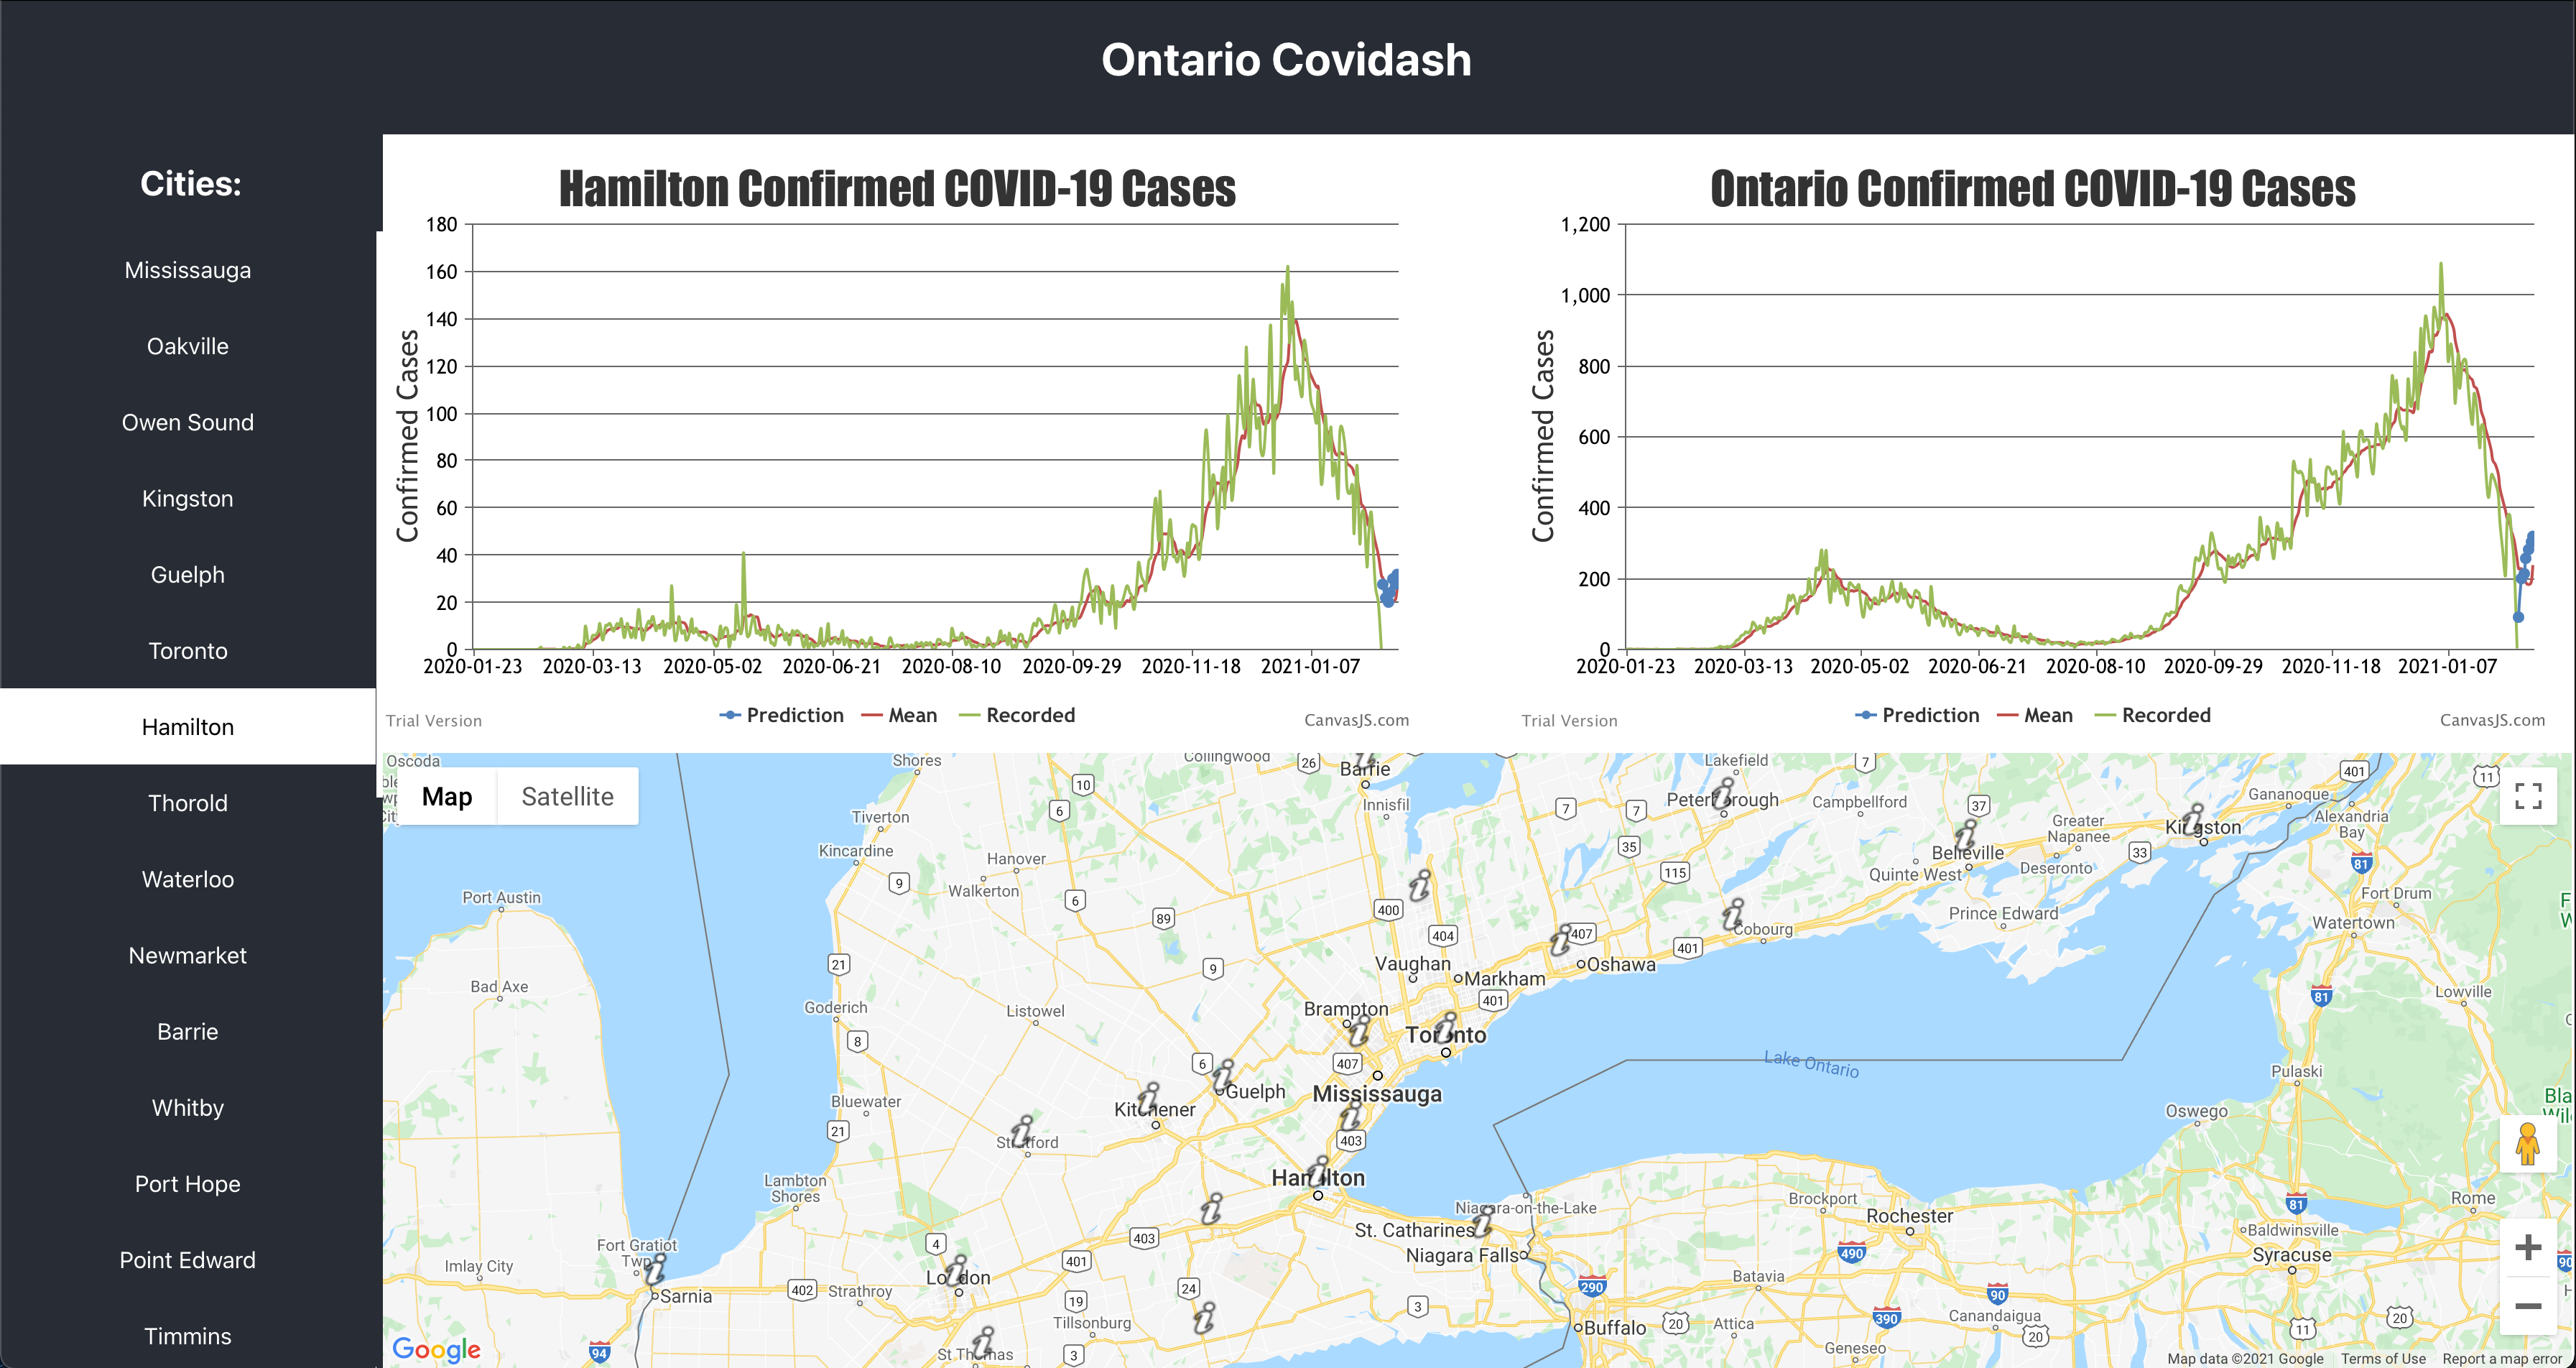 Ontario Covidash
Cities:
Mississauga
Oakville
Owen Sound
Kingston
Guelph
Toronto
Hamilton
Thorold
Waterloo
Newmarket
Barrie
Whitby
Port Hope
Point Edward
Timmins
Hamilton Confirmed COVID-19 Cases
Confirmed Cases
180
160
140
120
100
80
60
40
20
0
2020-01-23 2020-03-13 2020-05-02 2020-06-21 2020-08-10 2020-09-29 2020-11-18 2021-01-07
Trial Version
Prediction Mean Recorded
CanvasJS.com
Ontario Confirmed COVID-19 Cases
Confirmed Cases
1,200
1,000
800
600
400
200
0
2020-01-23 2020-03-13 2020-05-02 2020-06-21 2020-08-10 2020-09-29 2020-11-18 2021-01-07
Trial Version
Prediction Mean Recorded
CanvasJS.com
Oscoda
Map Satellite
Shores
Collingwood
26
Barrie
Innisfil
10
6
7
7
Lakefield
Peterborough
7
Campbellford
37
Greater
Napanee
Kingston
401
11
Gananoque
Alexandria
Bay
Tiverton
Kincardine
Hanover
Walkerton
9
6
89
400
404
35
115
Belleville
Quinte West
Deseronto
33
81
Fort Drum
Watertown
Prince Edward
Port Austin
Bad Axe
21
9
Vaughan
Markham
401
407
Oshawa
401
Cobourg
81
Lowville
Goderich
8
Listowel
Brampton
Toronto
6
407
Mississauga
Guelph
Kitchener
Lake Ontario
Pulaski
Oswego
Bluewater
21
Stratford
403
Hamilton
Lambton
Shores
Niagara-on-the-Lake
St. Catharines
Niagara Falls
Brockport
Rochester
81
Rome
Baldwinsville
Syracuse
Fort Gratiot
Twp
Imlay City
Sarnia
402
Strathroy
4
London
401
403
19
24
Tillsonburg
3
3
St Thomas
94
290
490
90
390
Batavia
Buffalo
20
Attica
Geneseo
Canandaigua
20
11
20
90
Google
Map data ©2021 Google Terms of Use Report a map error